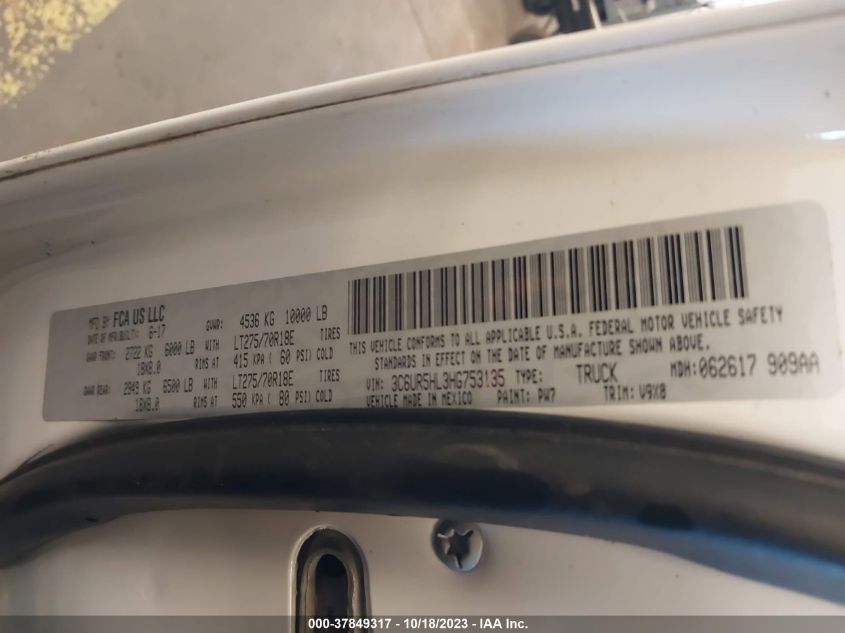 MFD BY FCA US LLC
DATE OF MFR/BUILT: 6-17
GVWR: 4536 KG 10000 LB
GAWR FRONT: 2722 KG 6000 LB WITH LT275/70R18E TIRES
18X8.0 RIMS AT 415 KPA ( 60 PSI) COLD
GAWR REAR: 2949 KG 6500 LB WITH LT275/70R18E TIRES
18X8.0 RIMS AT 550 KPA ( 80 PSI) COLD
THIS VEHICLE CONFORMS TO ALL APPLICABLE U.S.A. FEDERAL MOTOR VEHICLE SAFETY
STANDARDS IN EFFECT ON THE DATE OF MANUFACTURE SHOWN ABOVE.
VIN: 3C6UR5HL3HG753135 TYPE: TRUCK MDH:062617 909AA
VEHICLE MADE IN MEXICO PAINT: PW7 TRIM: V9X8
000-37849317 - 10/18/2023 - IAA Inc.